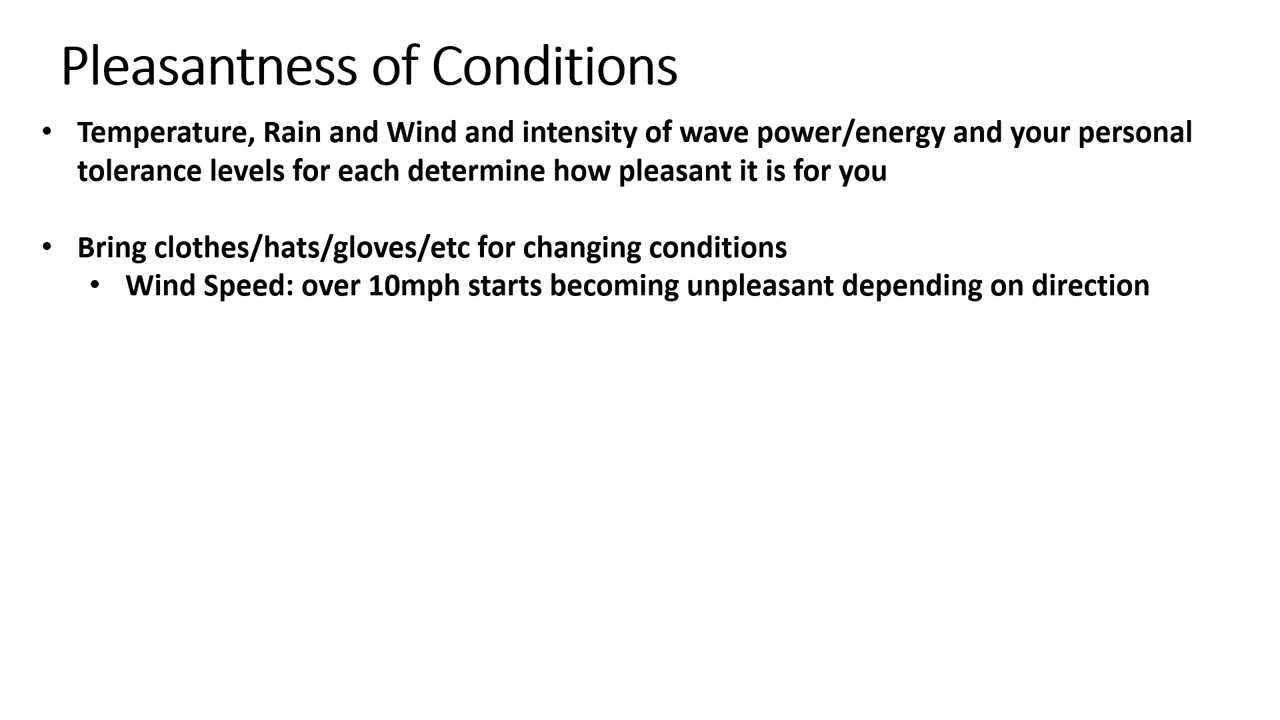 Pleasantness of Conditions
• Temperature, Rain and Wind and intensity of wave power/energy and your personal
tolerance levels for each determine how pleasant it is for you
• Bring clothes/hats/gloves/etc for changing conditions
• Wind Speed: over 10mph starts becoming unpleasant depending on direction